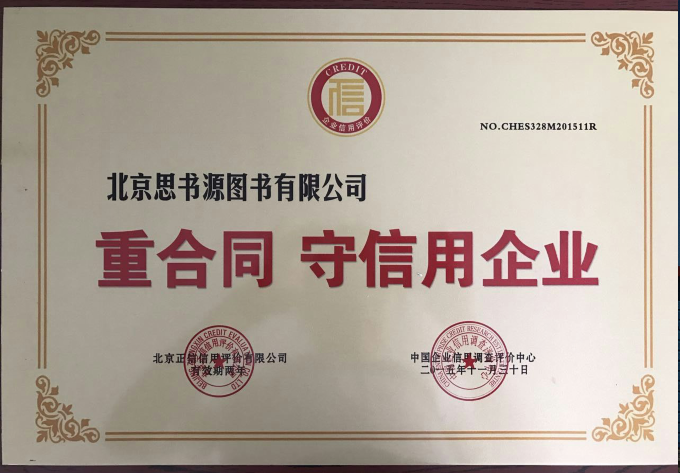 CREDIT
信
企业信用评价
NO.CHES328M201511R
北京思书源图书有限公司
重合同 守信用企业
北京正信信用评价有限公司
有效期两年
中国企业信用调查评价中心
二〇一五年十一月三十日